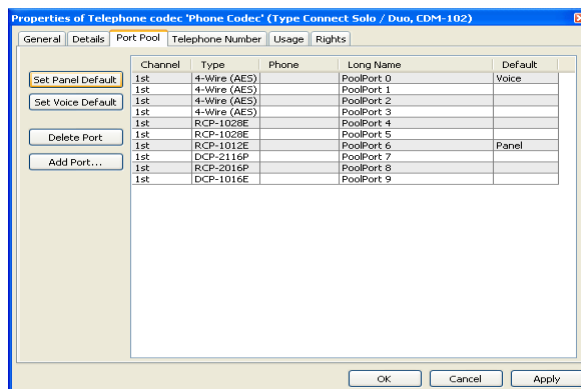 Properties of Telephone codec 'Phone Codec' (Type Connect Solo / Duo, CDM-102)
General Details Port Pool Telephone Number Usage Rights
Set Panel Default
Set Voice Default
Delete Port
Add Port...
Channel Type Phone Long Name Default
1st 4-Wire (AES) PoolPort 0 Voice
1st 4-Wire (AES) PoolPort 1
1st 4-Wire (AES) PoolPort 2
1st 4-Wire (AES) PoolPort 3
1st RCP-1028E PoolPort 4
1st RCP-1028E PoolPort 5
1st RCP-1012E PoolPort 6 Panel
1st DCP-2116P PoolPort 7
1st RCP-2016P PoolPort 8
1st DCP-1016E PoolPort 9
OK Cancel Apply